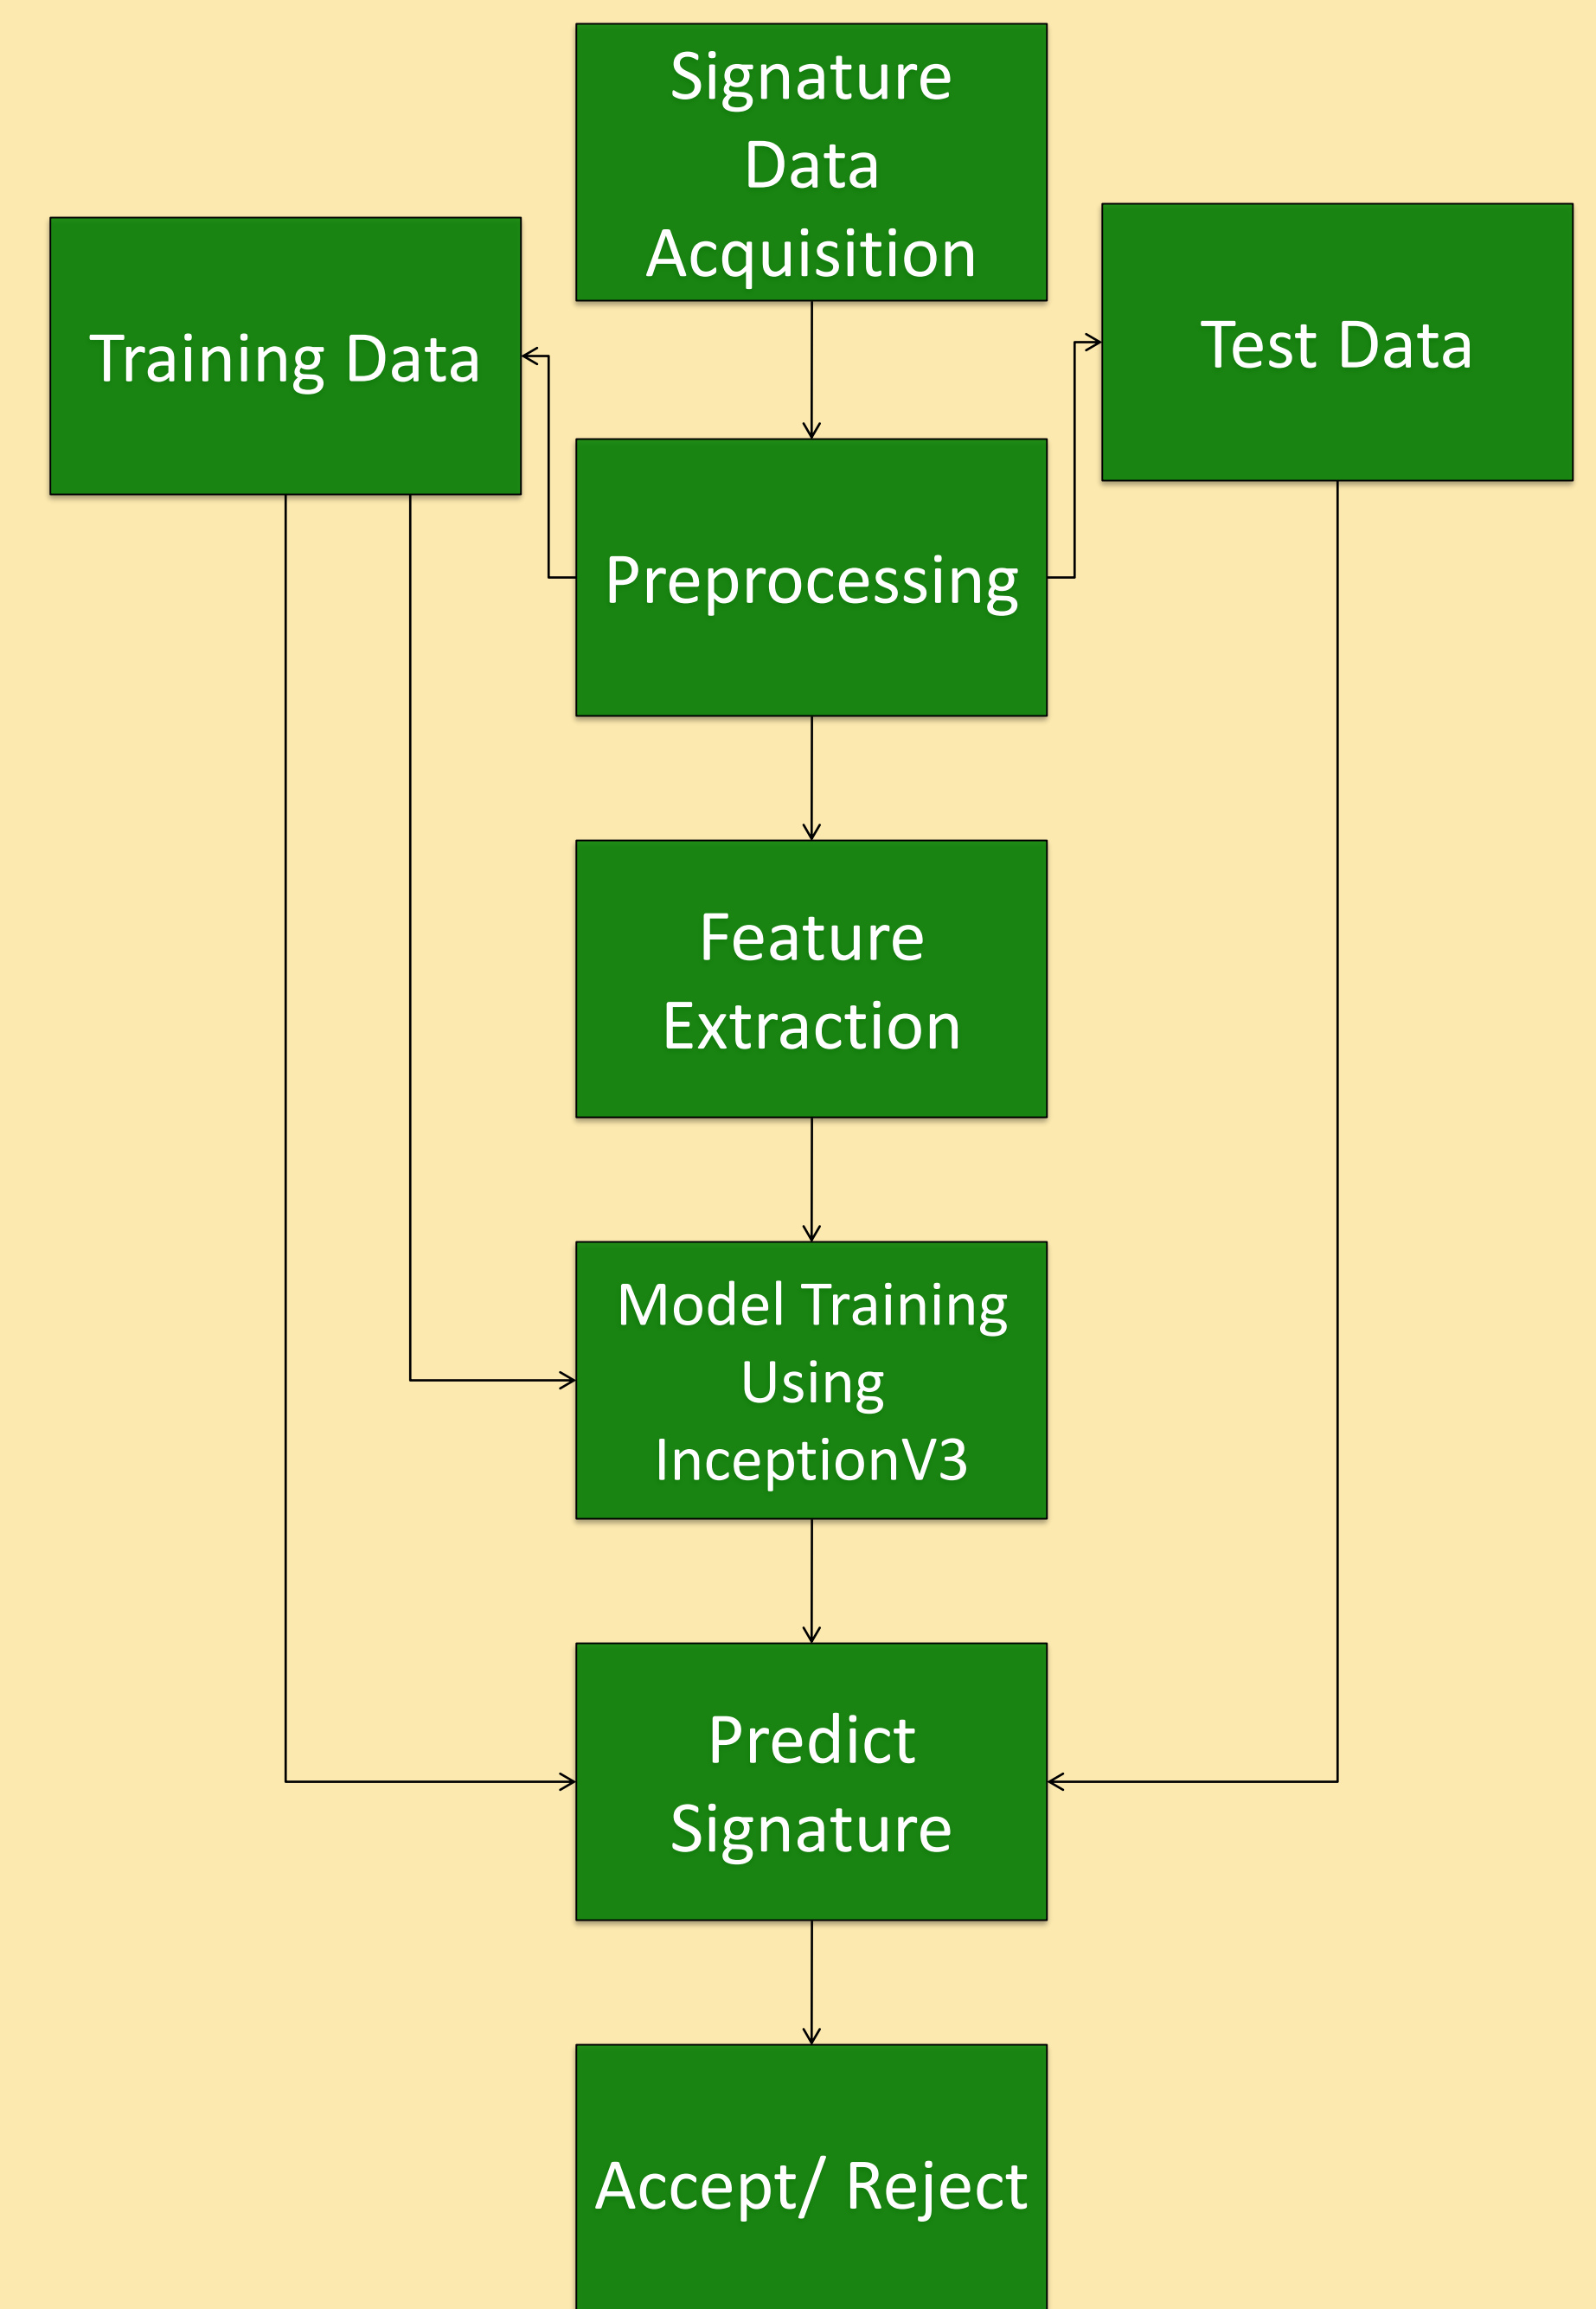 Signature
Data
Acquisition
Training Data
Test Data
Preprocessing
Feature
Extraction
Model Training
Using
InceptionV3
Predict
Signature
Accept/ Reject